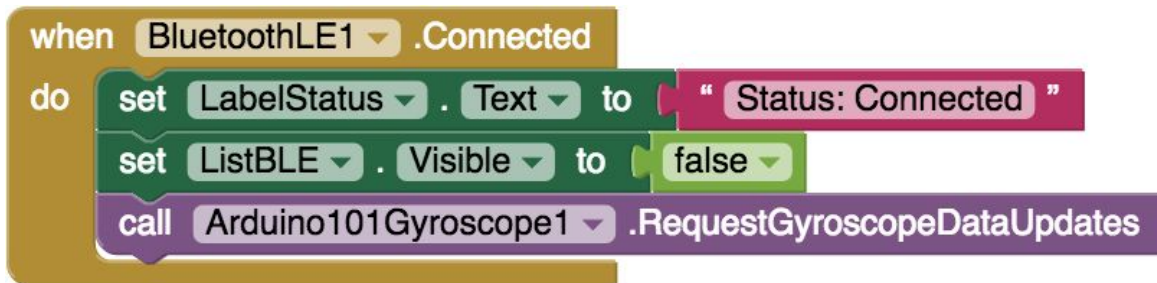 when BluetoothLE1 .Connected
do set LabelStatus . Text to " Status: Connected "
set ListBLE . Visible to false
call Arduino101Gyroscope1 .RequestGyroscopeDataUpdates